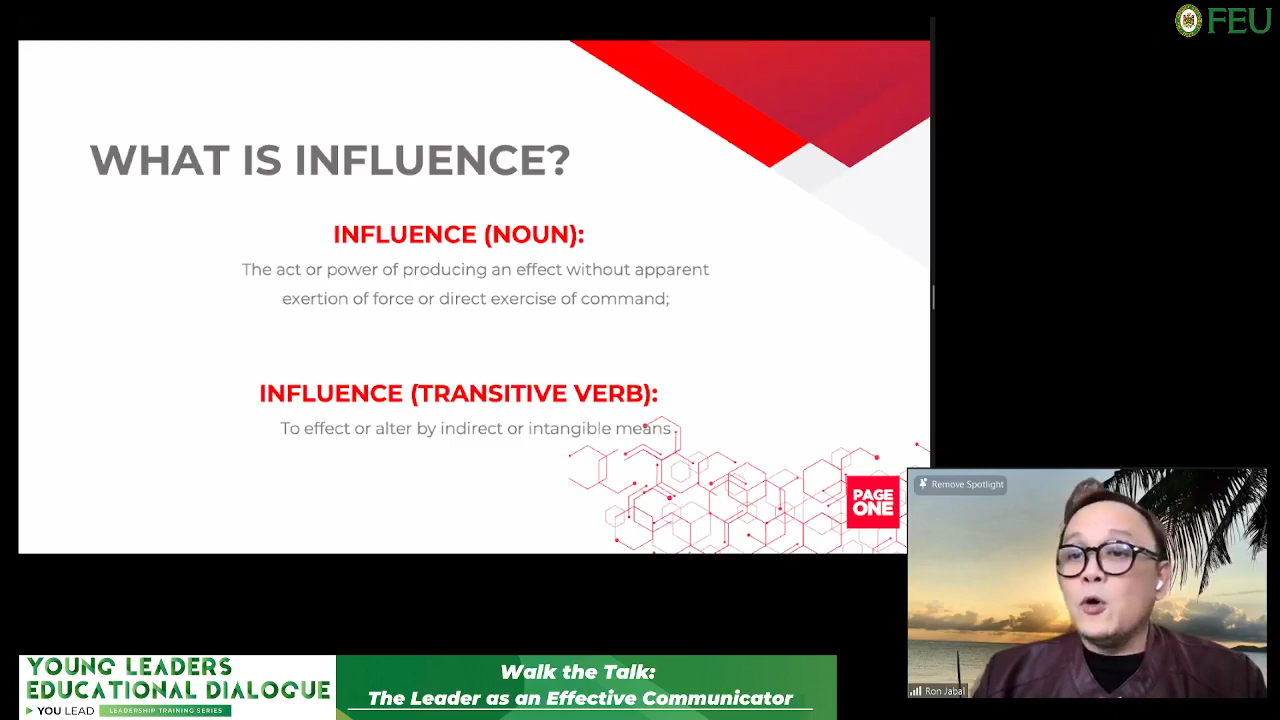 FEU
WHAT IS INFLUENCE?
INFLUENCE (NOUN):
The act or power of producing an effect without apparent
exertion of force or direct exercise of command;
INFLUENCE (TRANSITIVE VERB):
To effect or alter by indirect or intangible means
PAGE
ONE
Remove Spotlight
Ron Jabal
YOUNG LEADERS
EDUCATIONAL DIALOGUE
YOU LEAD
LEADERSHIP TRAINING SERIES
Walk the Talk:
The Leader as an Effective Communicator